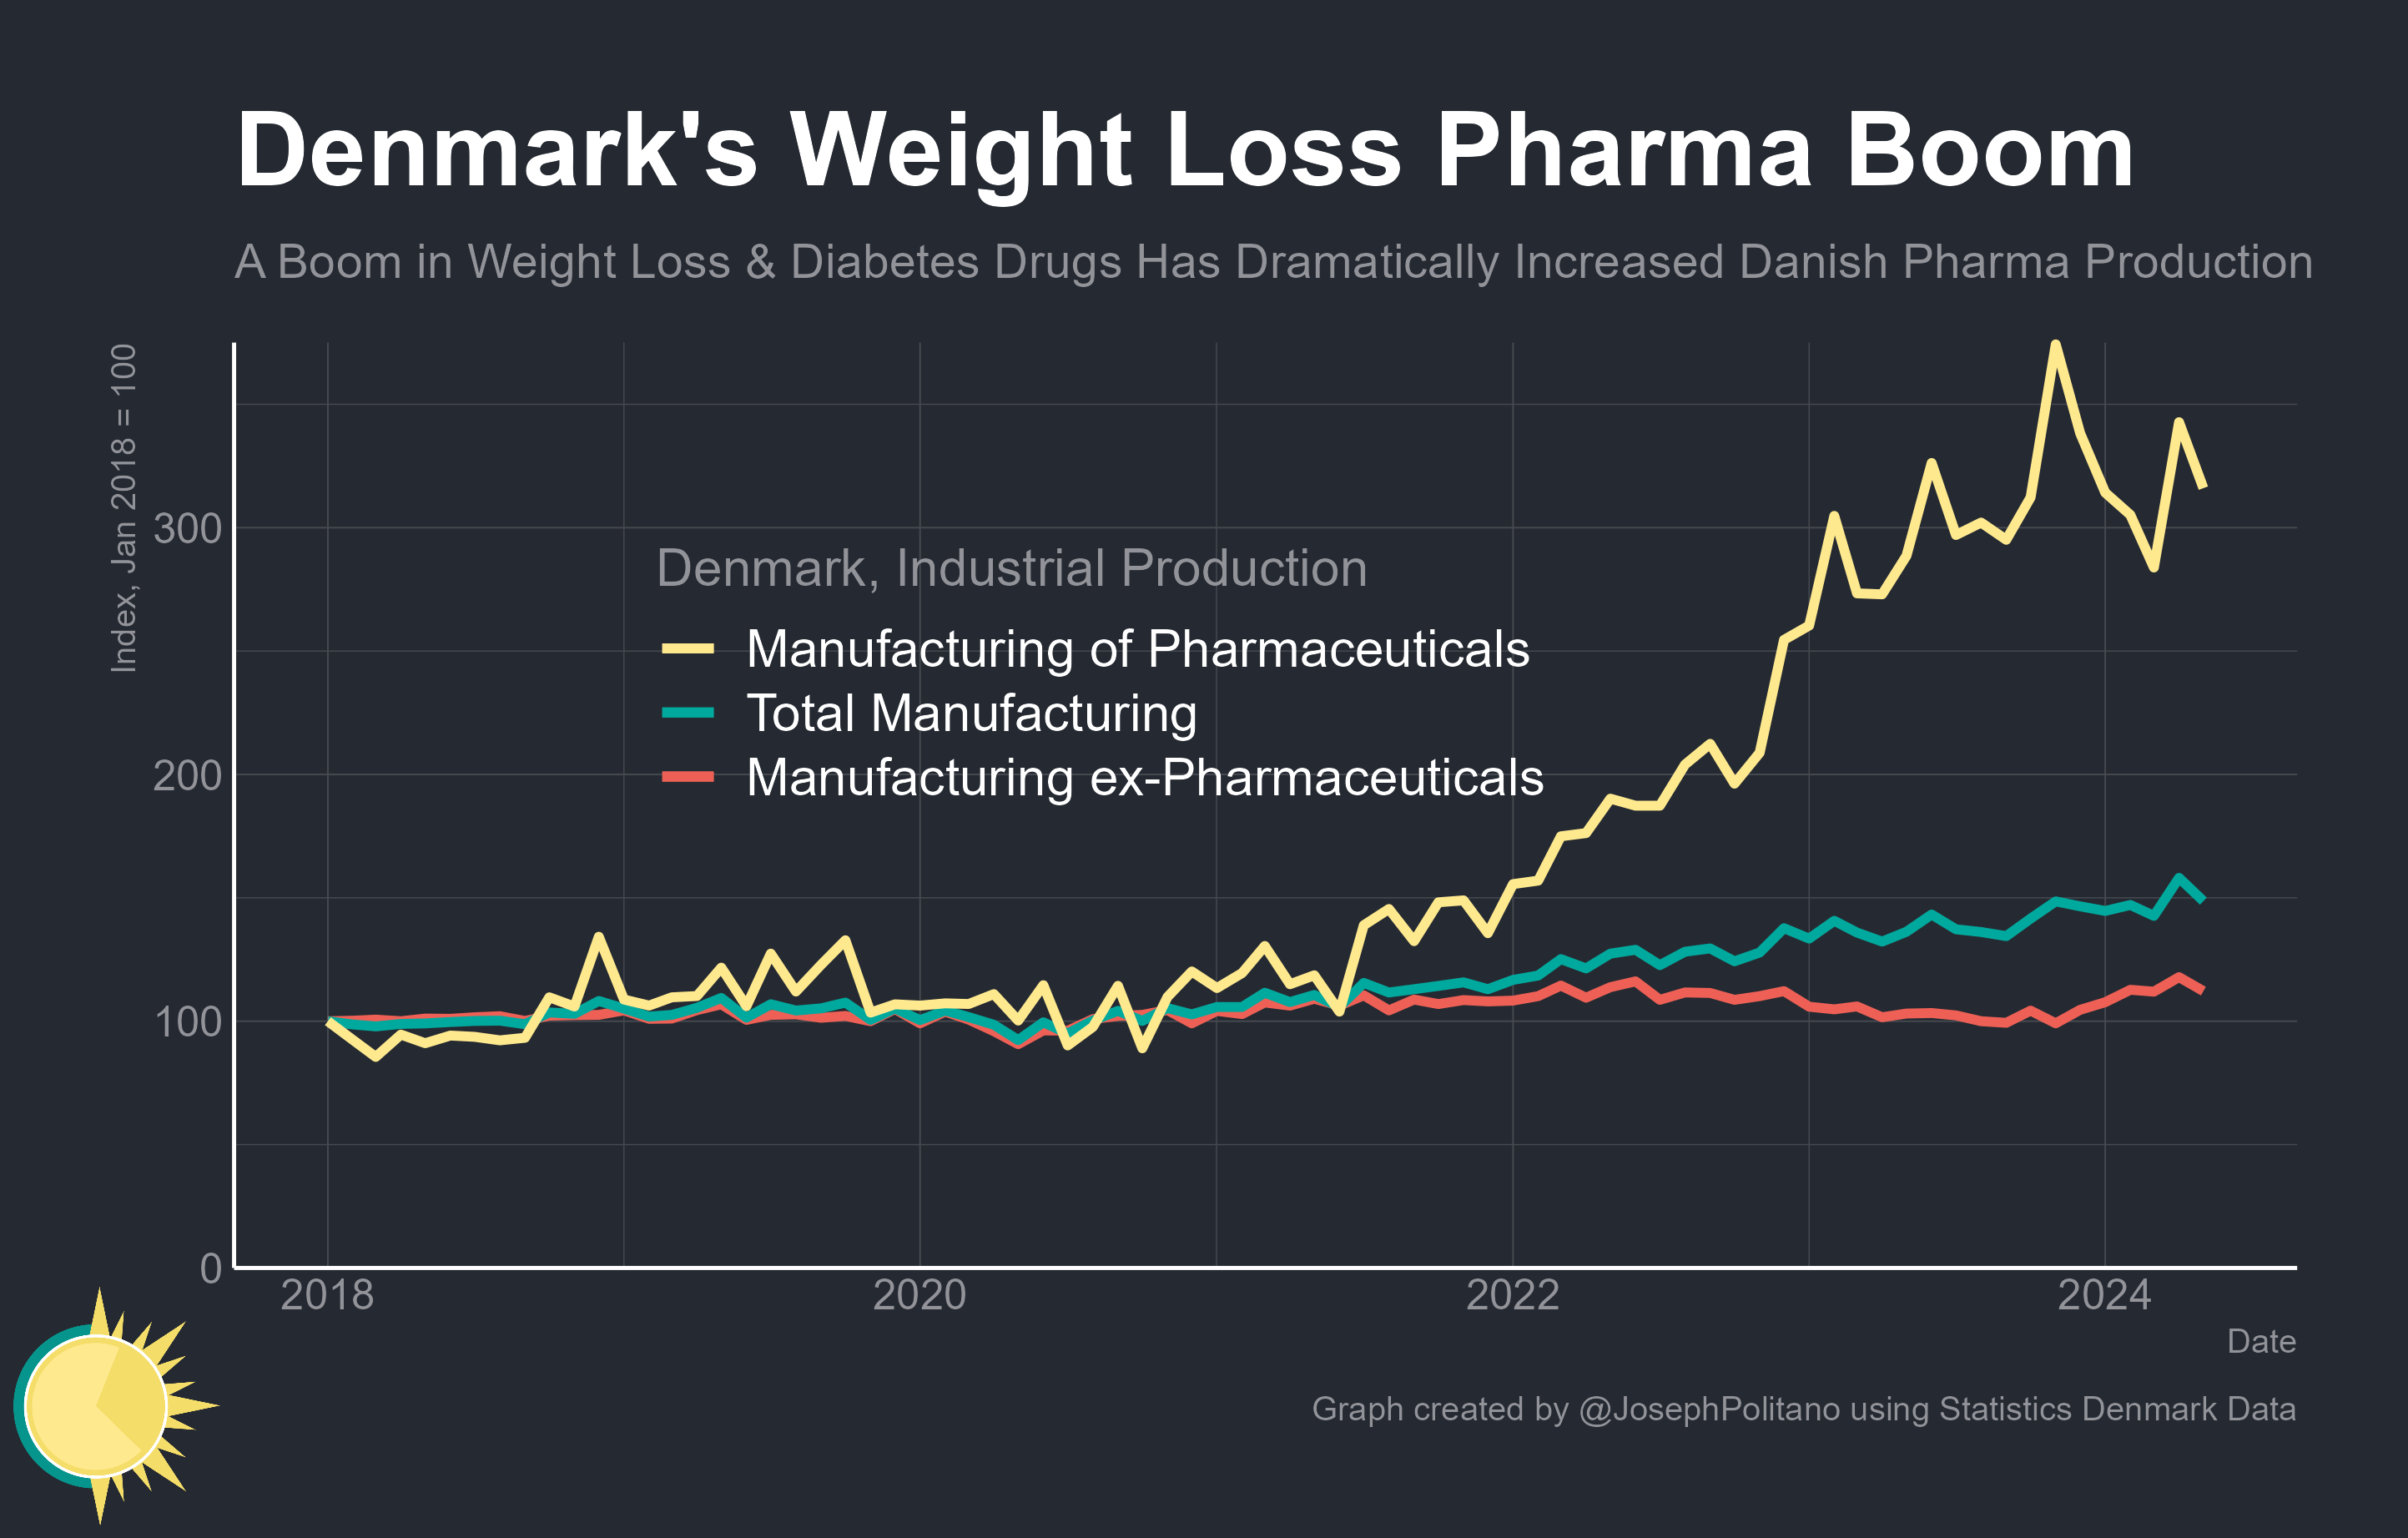 Denmark's Weight Loss Pharma Boom
A Boom in Weight Loss & Diabetes Drugs Has Dramatically Increased Danish Pharma Production
Index, Jan 2018 = 100
300
200
100
0
Denmark, Industrial Production
Manufacturing of Pharmaceuticals
Total Manufacturing
Manufacturing ex-Pharmaceuticals
2018 2020 2022 2024
Date
Graph created by @JosephPolitano using Statistics Denmark Data